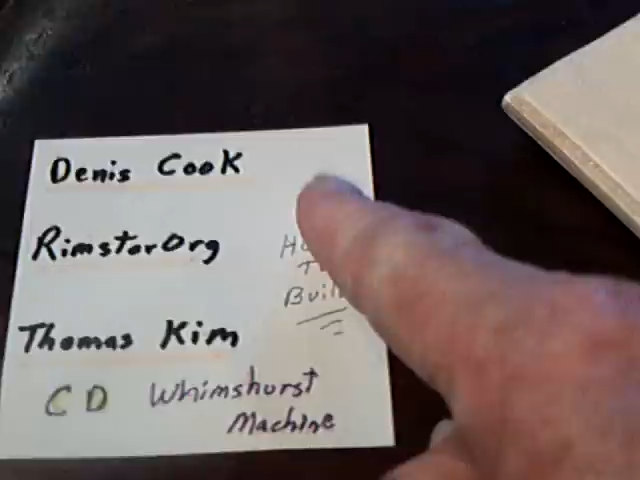 Denis Cook
RimstarOrg
Thomas Kim
CD Whimshurst
Machine